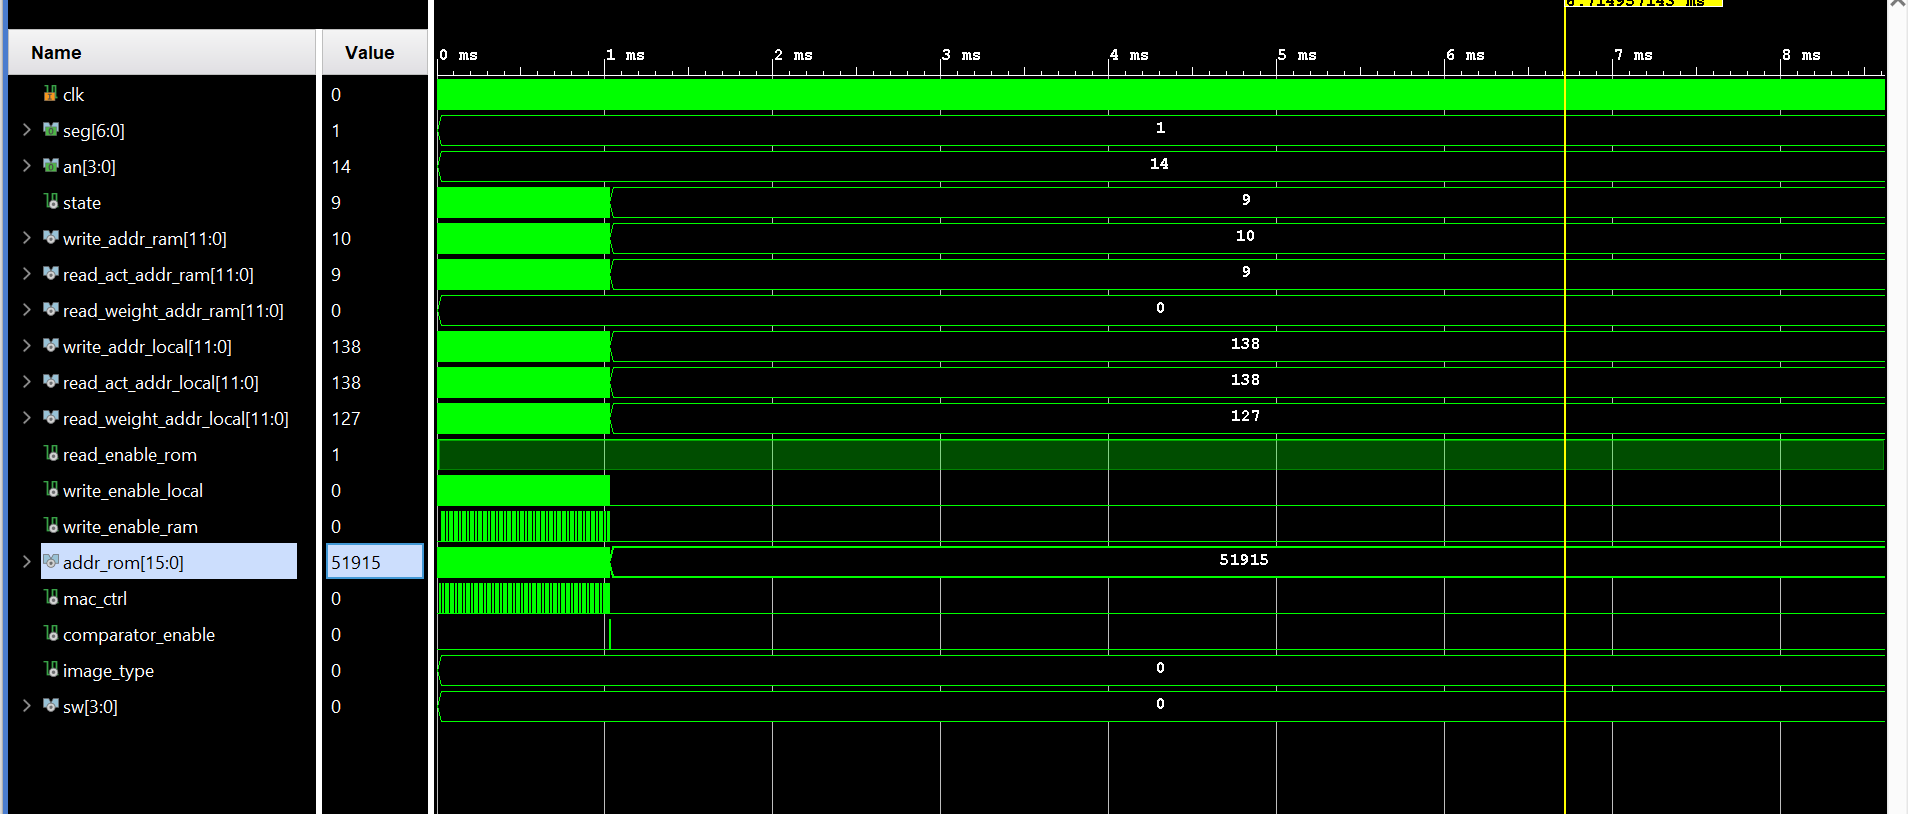 Name Value 0 ms 1 ms 2 ms 3 ms 4 ms 5 ms 6 ms 7 ms 8 ms
clk 0
seg[6:0] 1 1
an[3:0] 14 14
state 9 9
write_addr_ram[11:0] 10 10
read_act_addr_ram[11:0] 9 9
read_weight_addr_ram[11:0] 0 0
write_addr_local[11:0] 138 138
read_act_addr_local[11:0] 138 138
read_weight_addr_local[11:0] 127 127
read_enable_rom 1
write_enable_local 0
write_enable_ram 0
addr_rom[15:0] 51915 51915
mac_ctrl 0
comparator_enable 0
image_type 0 0
sw[3:0] 0 0